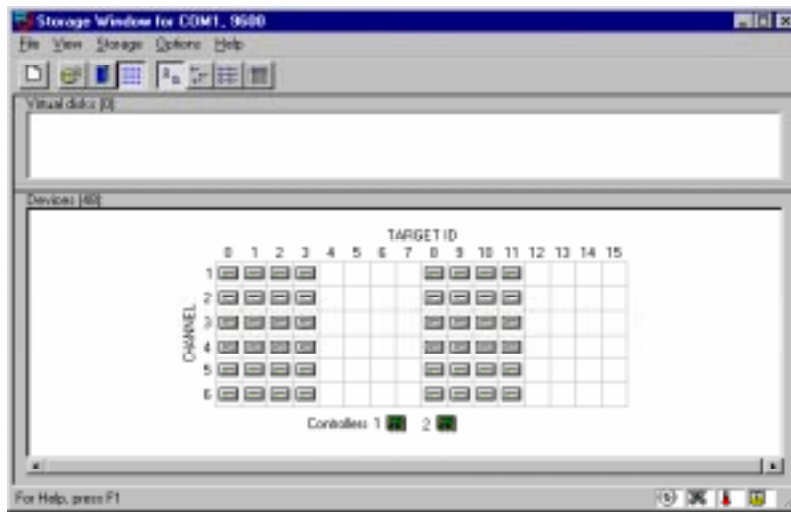 Storage Window for COM1, 9600
File View Storage Options Help
Virtual disks [0]:
Devices [48]:
TARGET ID
0 1 2 3 4 5 6 7 8 9 10 11 12 13 14 15
CHANNEL
1
2
3
4
5
6
Controllers 1 2
For Help, press F1